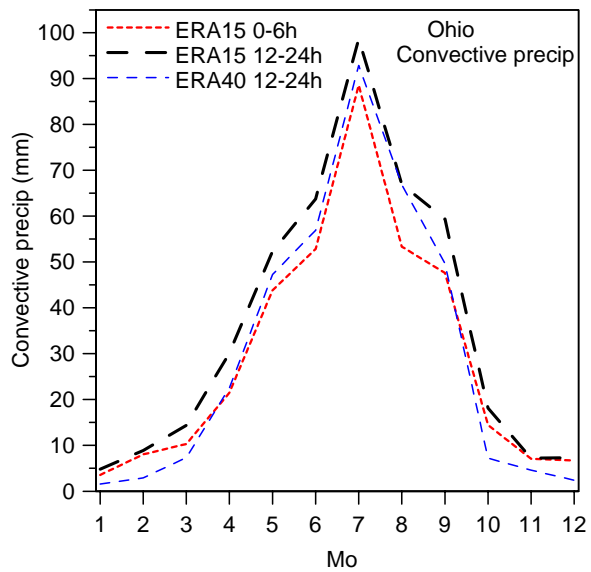 ERA15 0-6h
ERA15 12-24h
ERA40 12-24h
Ohio
Convective precip
Convective precip (mm)
100
90
80
70
60
50
40
30
20
10
0
1 2 3 4 5 6 7 8 9 10 11 12
Mo